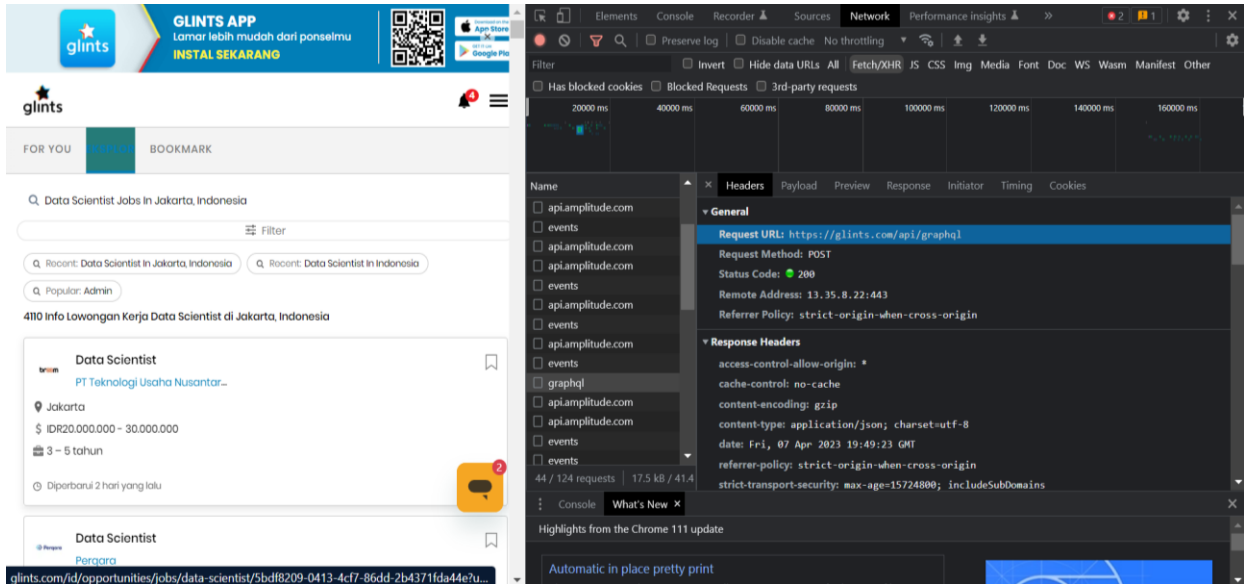 GLINTS APP
Lamar lebih mudah dari ponselmu
INSTAL SEKARANG
glints
Download on the
App Store
GET IT ON
Google Pla
glints
4
FOR YOU
BOOKMARK
Data Scientist Jobs In Jakarta, Indonesia
Filter
Recent: Data Scientist In Jakarta, Indonesia
Recent: Data Scientist In Indonesia
Popular: Admin
4110 Info Lowongan Kerja Data Scientist di Jakarta, Indonesia
broom
Data Scientist
PT Teknologi Usaha Nusantar...
Jakarta
$ IDR20.000.000 - 30.000.000
3 – 5 tahun
2
Diperbarui 2 hari yang lalu
Data Scientist
Pergara
glints.com/id/opportunities/jobs/data-scientist/5bdf8209-0413-4cf7-86dd-2b4371fda44e?u...
Elements Console Recorder Sources Network Performance insights » 2 1
Preserve log Disable cache No throttling
Filter Invert Hide data URLs All Fetch/XHR JS CSS Img Media Font Doc WS Wasm Manifest Other
Has blocked cookies Blocked Requests 3rd-party requests
20000 ms 40000 ms 60000 ms 80000 ms 100000 ms 120000 ms 140000 ms 160000 ms
Name
api.amplitude.com
events
api.amplitude.com
api.amplitude.com
events
api.amplitude.com
events
api.amplitude.com
events
graphql
api.amplitude.com
api.amplitude.com
events
events
44 / 124 requests 17.5 kB / 41.4
× Headers Payload Preview Response Initiator Timing Cookies
General
Request URL: https://glints.com/api/graphql
Request Method: POST
Status Code: 200
Remote Address: 13.35.8.22:443
Referrer Policy: strict-origin-when-cross-origin
Response Headers
access-control-allow-origin: *
cache-control: no-cache
content-encoding: gzip
content-type: application/json; charset=utf-8
date: Fri, 07 Apr 2023 19:49:23 GMT
referrer-policy: strict-origin-when-cross-origin
strict-transport-security: max-age=15724800; includeSubDomains
Console What's New ×
Highlights from the Chrome 111 update
Automatic in place pretty print